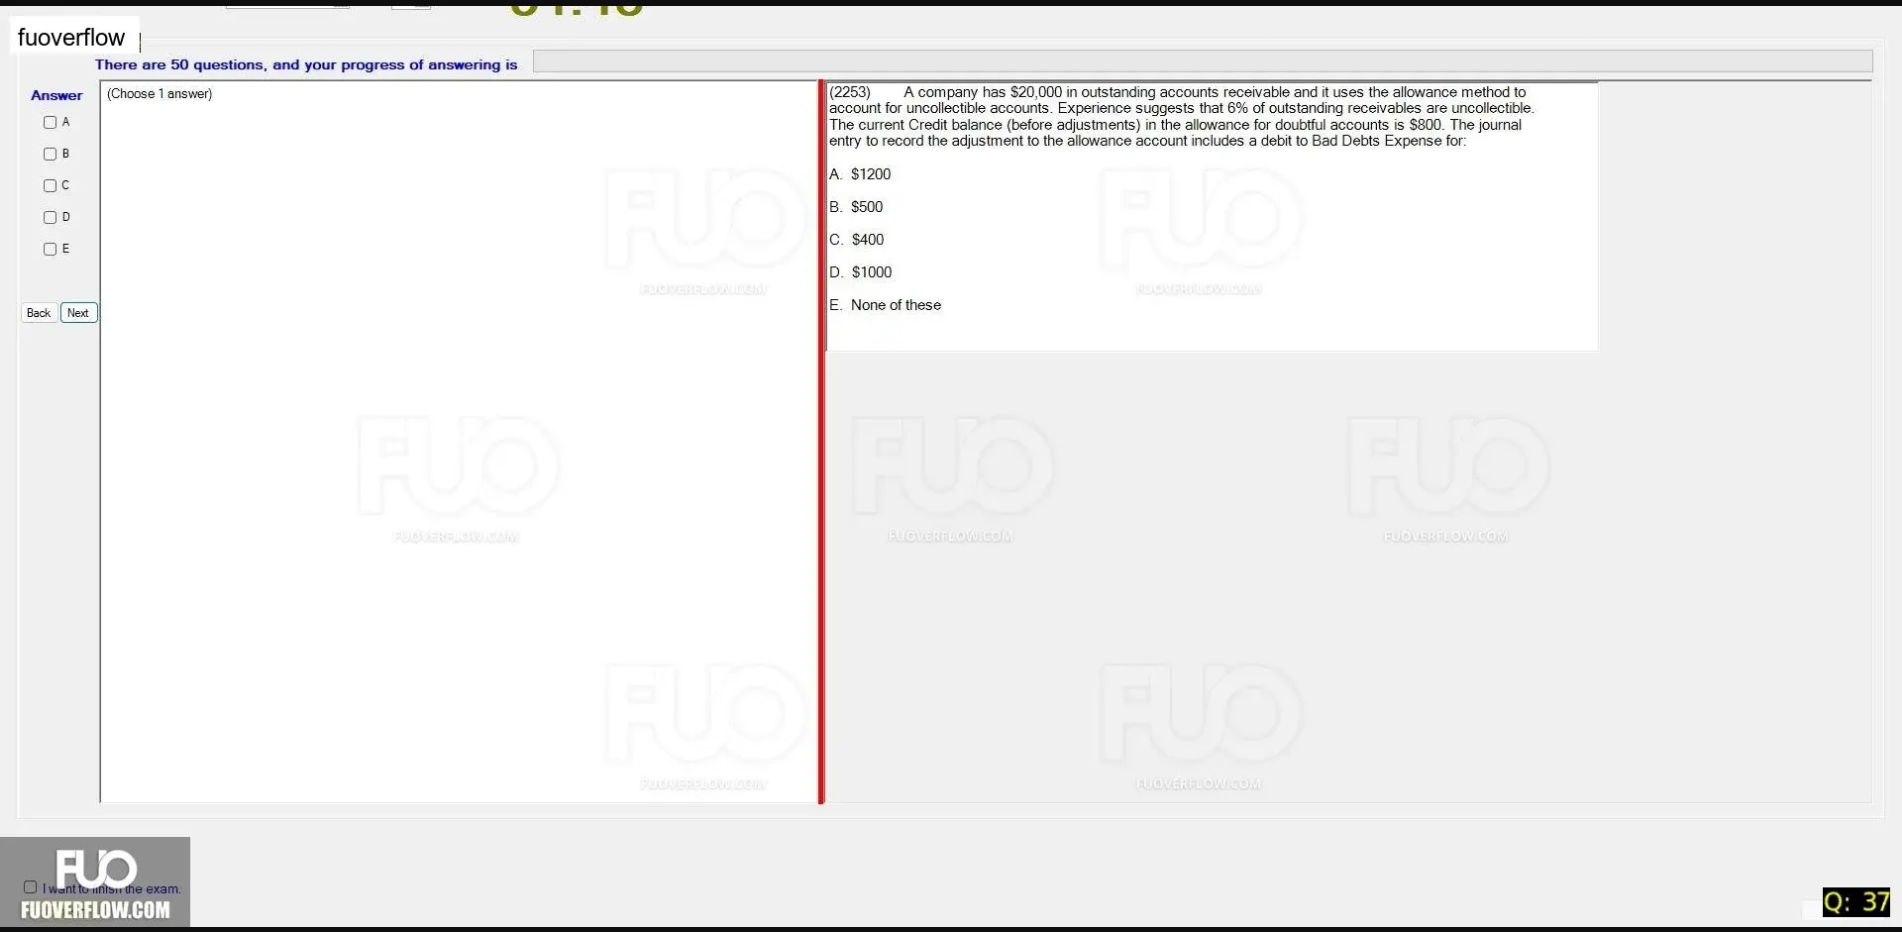 fuoverflow
There are 50 questions, and your progress of answering is
Answer
(Choose 1 answer)
A
B
C
D
E
Back Next
(2253) A company has $20,000 in outstanding accounts receivable and it uses the allowance method to
account for uncollectible accounts. Experience suggests that 6% of outstanding receivables are uncollectible.
The current Credit balance (before adjustments) in the allowance for doubtful accounts is $800. The journal
entry to record the adjustment to the allowance account includes a debit to Bad Debts Expense for:
A. $1200
B. $500
C. $400
D. $1000
E. None of these
FUO
FUOVERFLOW.COM
FUO
FUOVERFLOW.COM
FUO
FUOVERFLOW.COM
FUO
FUOVERFLOW.COM
FUO
FUOVERFLOW.COM
FUO
FUOVERFLOW.COM
FUO
FUOVERFLOW.COM
FUO
I want to finish the exam.
FUOVERFLOW.COM
Q: 37